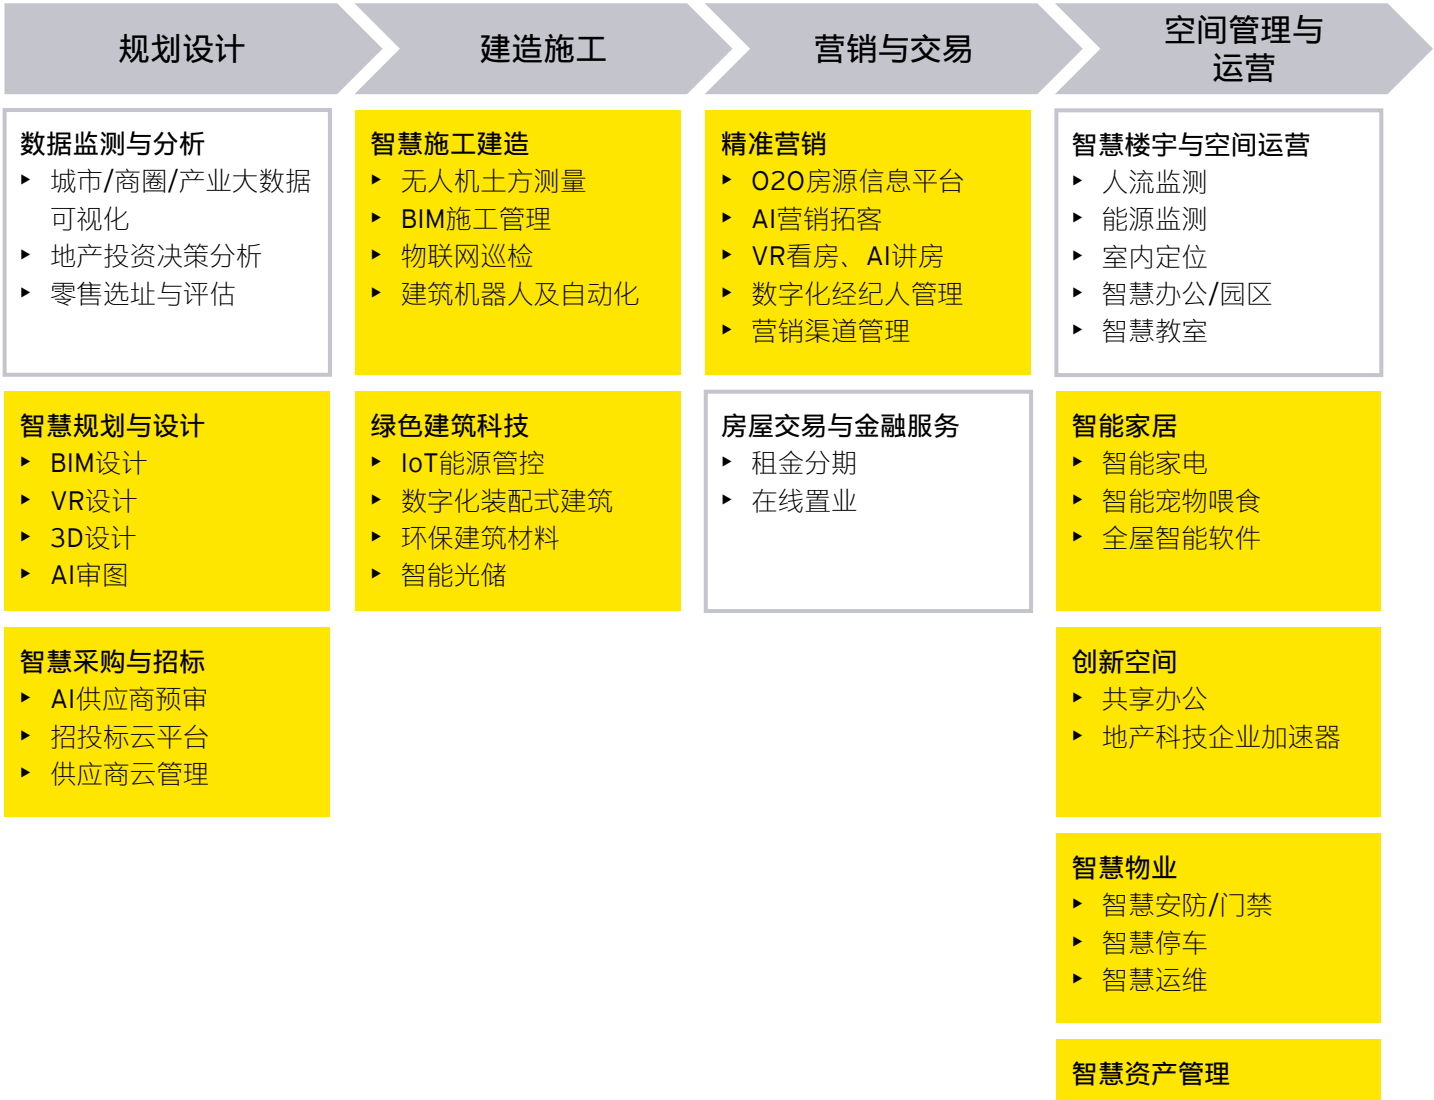 规划设计
建造施工
营销与交易
空间管理与
运营
数据监测与分析
▸ 城市/商圈/产业大数据
可视化
▸ 地产投资决策分析
▸ 零售选址与评估
智慧规划与设计
▸ BIM设计
▸ VR设计
▸ 3D设计
▸ AI审图
智慧采购与招标
▸ AI供应商预审
▸ 招投标云平台
▸ 供应商云管理
智慧施工建造
▸ 无人机土方测量
▸ BIM施工管理
▸ 物联网巡检
▸ 建筑机器人及自动化
绿色建筑科技
▸ IoT能源管控
▸ 数字化装配式建筑
▸ 环保建筑材料
▸ 智能光储
精准营销
▸ O2O房源信息平台
▸ AI营销拓客
▸ VR看房、AI讲房
▸ 数字化经纪人管理
▸ 营销渠道管理
房屋交易与金融服务
▸ 租金分期
▸ 在线置业
智慧楼宇与空间运营
▸ 人流监测
▸ 能源监测
▸ 室内定位
▸ 智慧办公/园区
▸ 智慧教室
智能家居
▸ 智能家电
▸ 智能宠物喂食
▸ 全屋智能软件
创新空间
▸ 共享办公
▸ 地产科技企业加速器
智慧物业
▸ 智慧安防/门禁
▸ 智慧停车
▸ 智慧运维
智慧资产管理